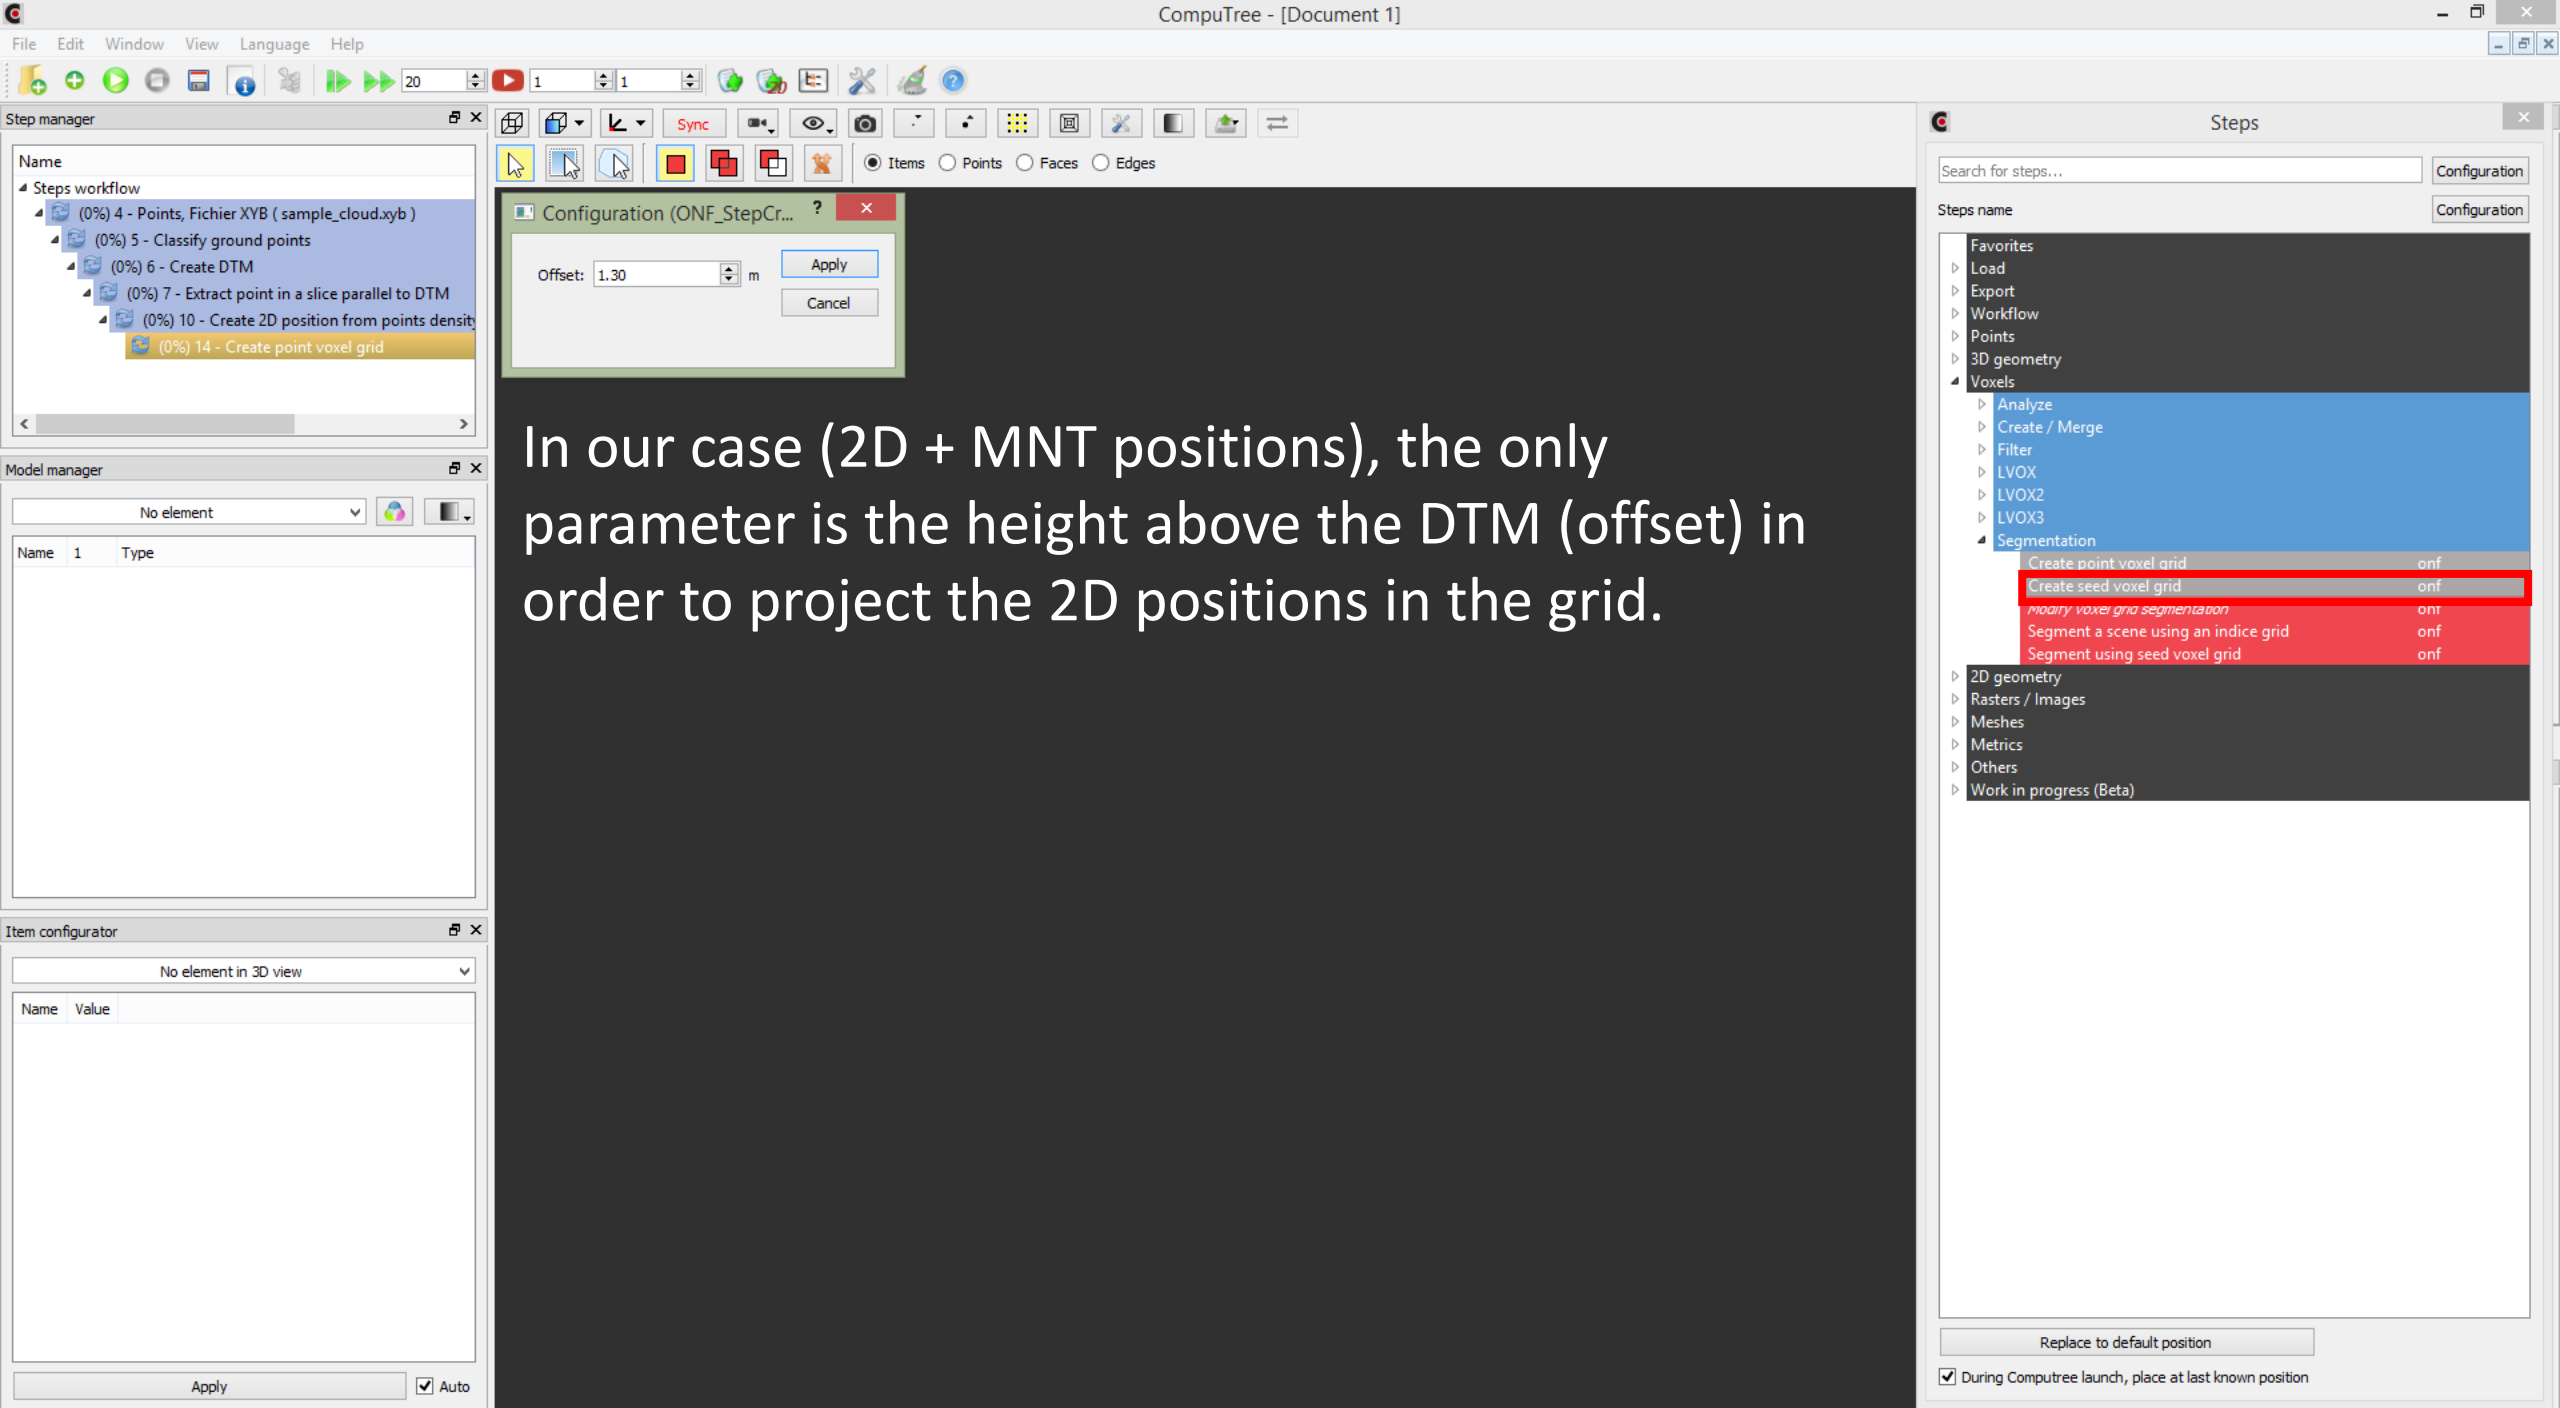 CompuTree - [Document 1]
File Edit Window View Language Help
20 1 1
Step manager
Name
Steps workflow
(0%) 4 - Points, Fichier XYB ( sample_cloud.xyb )
(0%) 5 - Classify ground points
(0%) 6 - Create DTM
(0%) 7 - Extract point in a slice parallel to DTM
(0%) 10 - Create 2D position from points density
(0%) 14 - Create point voxel grid
Model manager
No element
Name 1 Type
Item configurator
No element in 3D view
Name Value
Apply Auto
Sync
Items Points Faces Edges
Configuration (ONF_StepCr... ?
Offset: 1.30 m
Apply
Cancel
In our case (2D + MNT positions), the only
parameter is the height above the DTM (offset) in
order to project the 2D positions in the grid.
Steps
Search for steps... Configuration
Steps name Configuration
Favorites
Load
Export
Workflow
Points
3D geometry
Voxels
Analyze
Create / Merge
Filter
LVOX
LVOX2
LVOX3
Segmentation
Create point voxel grid onf
Create seed voxel grid onf
Modify voxel grid segmentation onf
Segment a scene using an indice grid onf
Segment using seed voxel grid onf
2D geometry
Rasters / Images
Meshes
Metrics
Others
Work in progress (Beta)
Replace to default position
During Computree launch, place at last known position